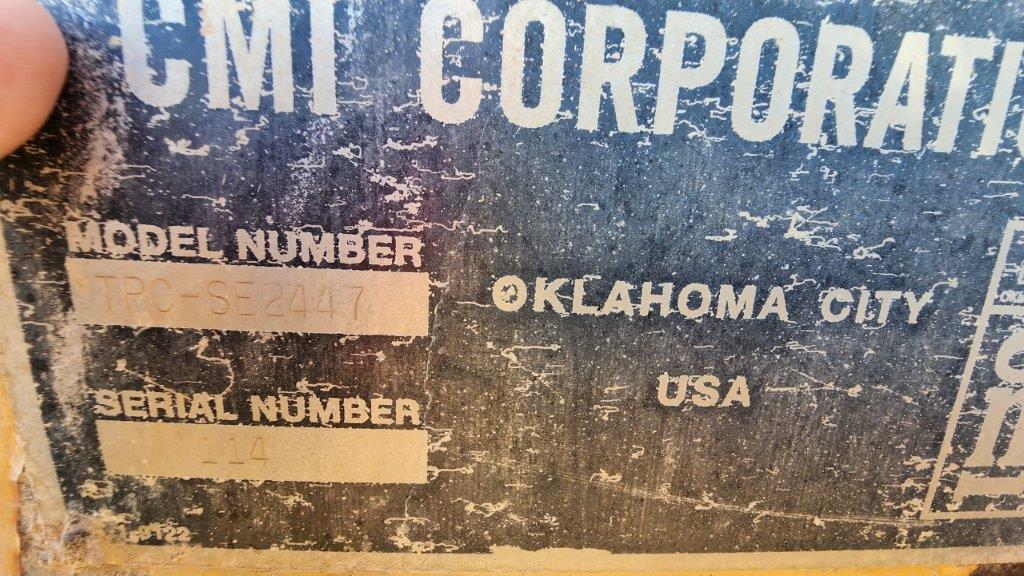 CMI CORPORATI
MODEL NUMBER
TPC-SE2447
OKLAHOMA CITY
USA
SERIAL NUMBER
114